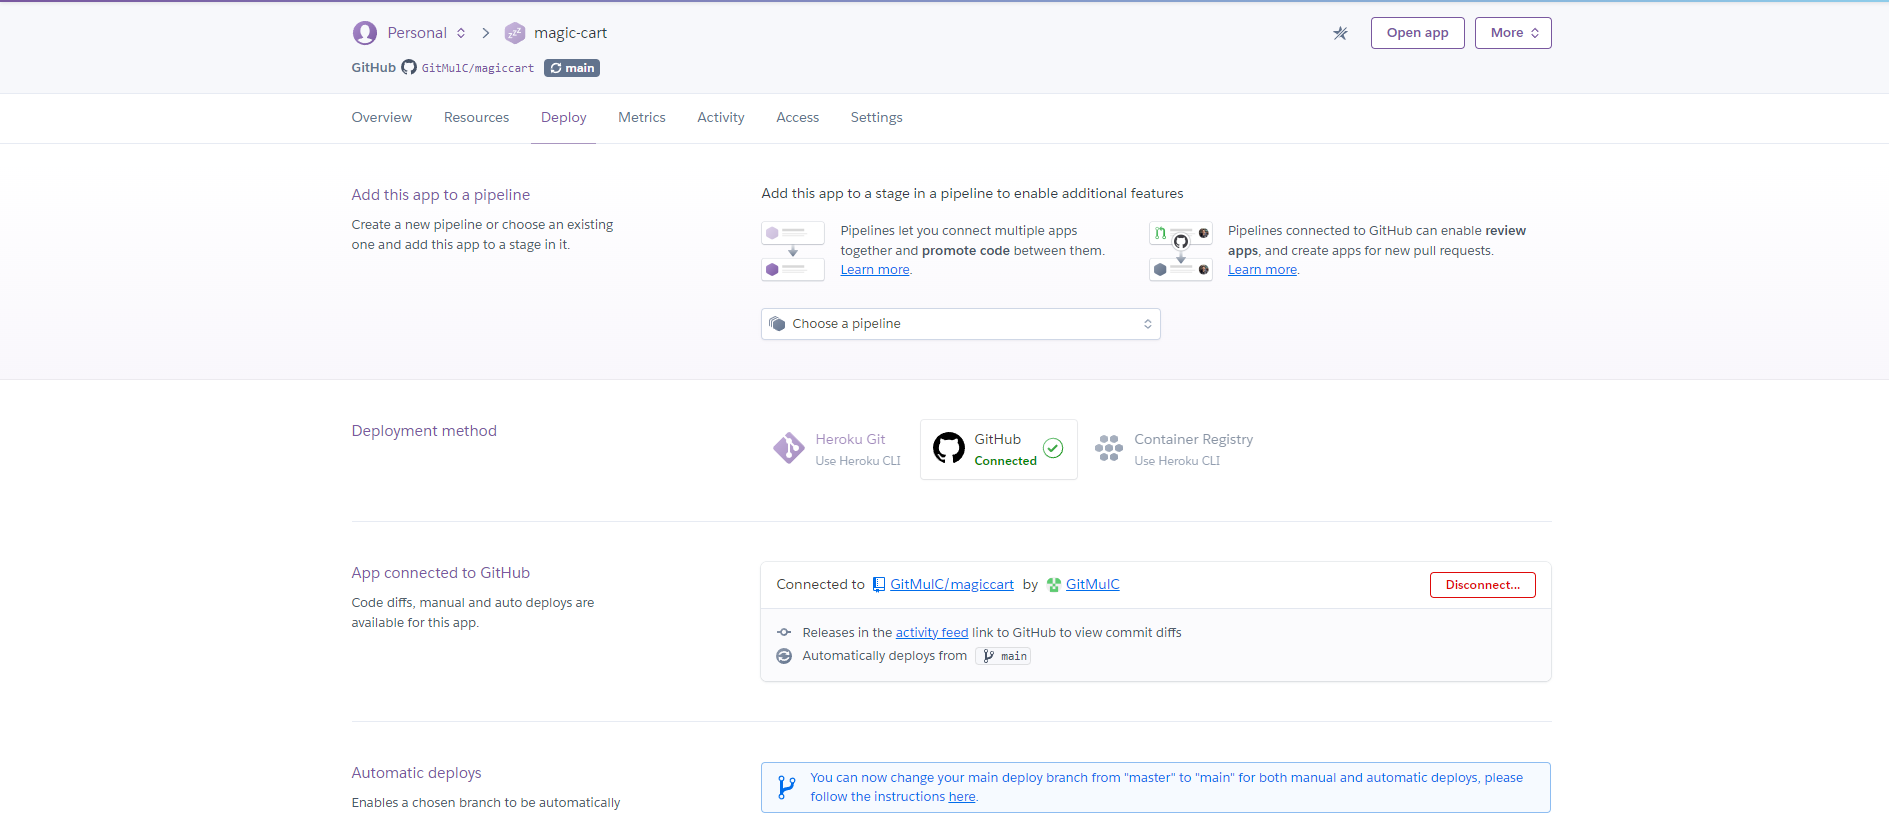 Personal
magic-cart
Open app
More
GitHub GitMulC/magiccart main
Overview Resources Deploy Metrics Activity Access Settings
Add this app to a pipeline
Create a new pipeline or choose an existing
one and add this app to a stage in it.
Add this app to a stage in a pipeline to enable additional features
Pipelines let you connect multiple apps
together and promote code between them.
Learn more.
Pipelines connected to GitHub can enable review
apps, and create apps for new pull requests.
Learn more.
Choose a pipeline
Deployment method
Heroku Git
Use Heroku CLI
GitHub
Connected
Container Registry
Use Heroku CLI
App connected to GitHub
Code diffs, manual and auto deploys are
available for this app.
Connected to GitMulC/magiccart by GitMulC
Disconnect...
Releases in the activity feed link to GitHub to view commit diffs
Automatically deploys from main
Automatic deploys
Enables a chosen branch to be automatically
You can now change your main deploy branch from "master" to "main" for both manual and automatic deploys, please
follow the instructions here.